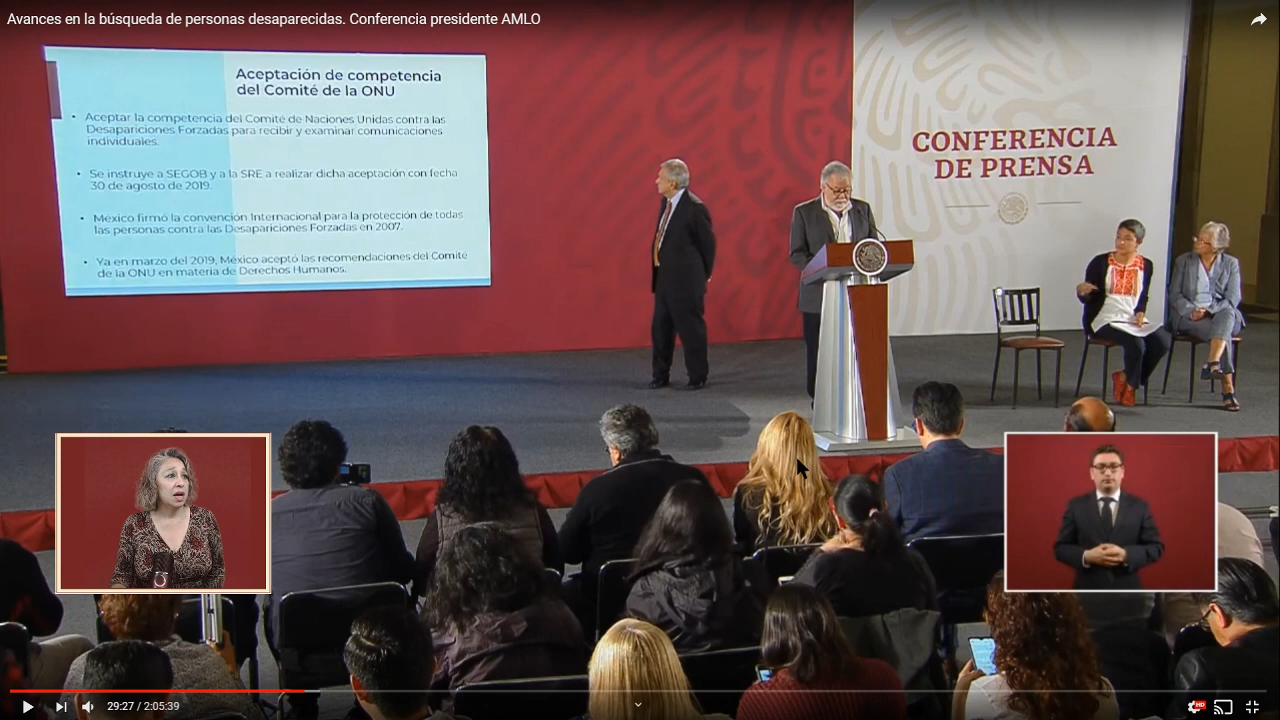 Avances en la búsqueda de personas desaparecidas. Conferencia presidente AMLO
Aceptación de competencia
del Comité de la ONU
• Aceptar la competencia del Comité de Naciones Unidas contra las
Desapariciones Forzadas para recibir y examinar comunicaciones
individuales.
• Se instruye a SEGOB y a la SRE a realizar dicha aceptación con fecha
30 de agosto de 2019.
• México firmó la convención Internacional para la protección de todas
las personas contra las Desapariciones Forzadas en 2007.
• Ya en marzo del 2019, México aceptó las recomendaciones del Comité
de la ONU en materia de Derechos Humanos.
CONFERENCIA
DE PRENSA
29:27 / 2:05:39
HD